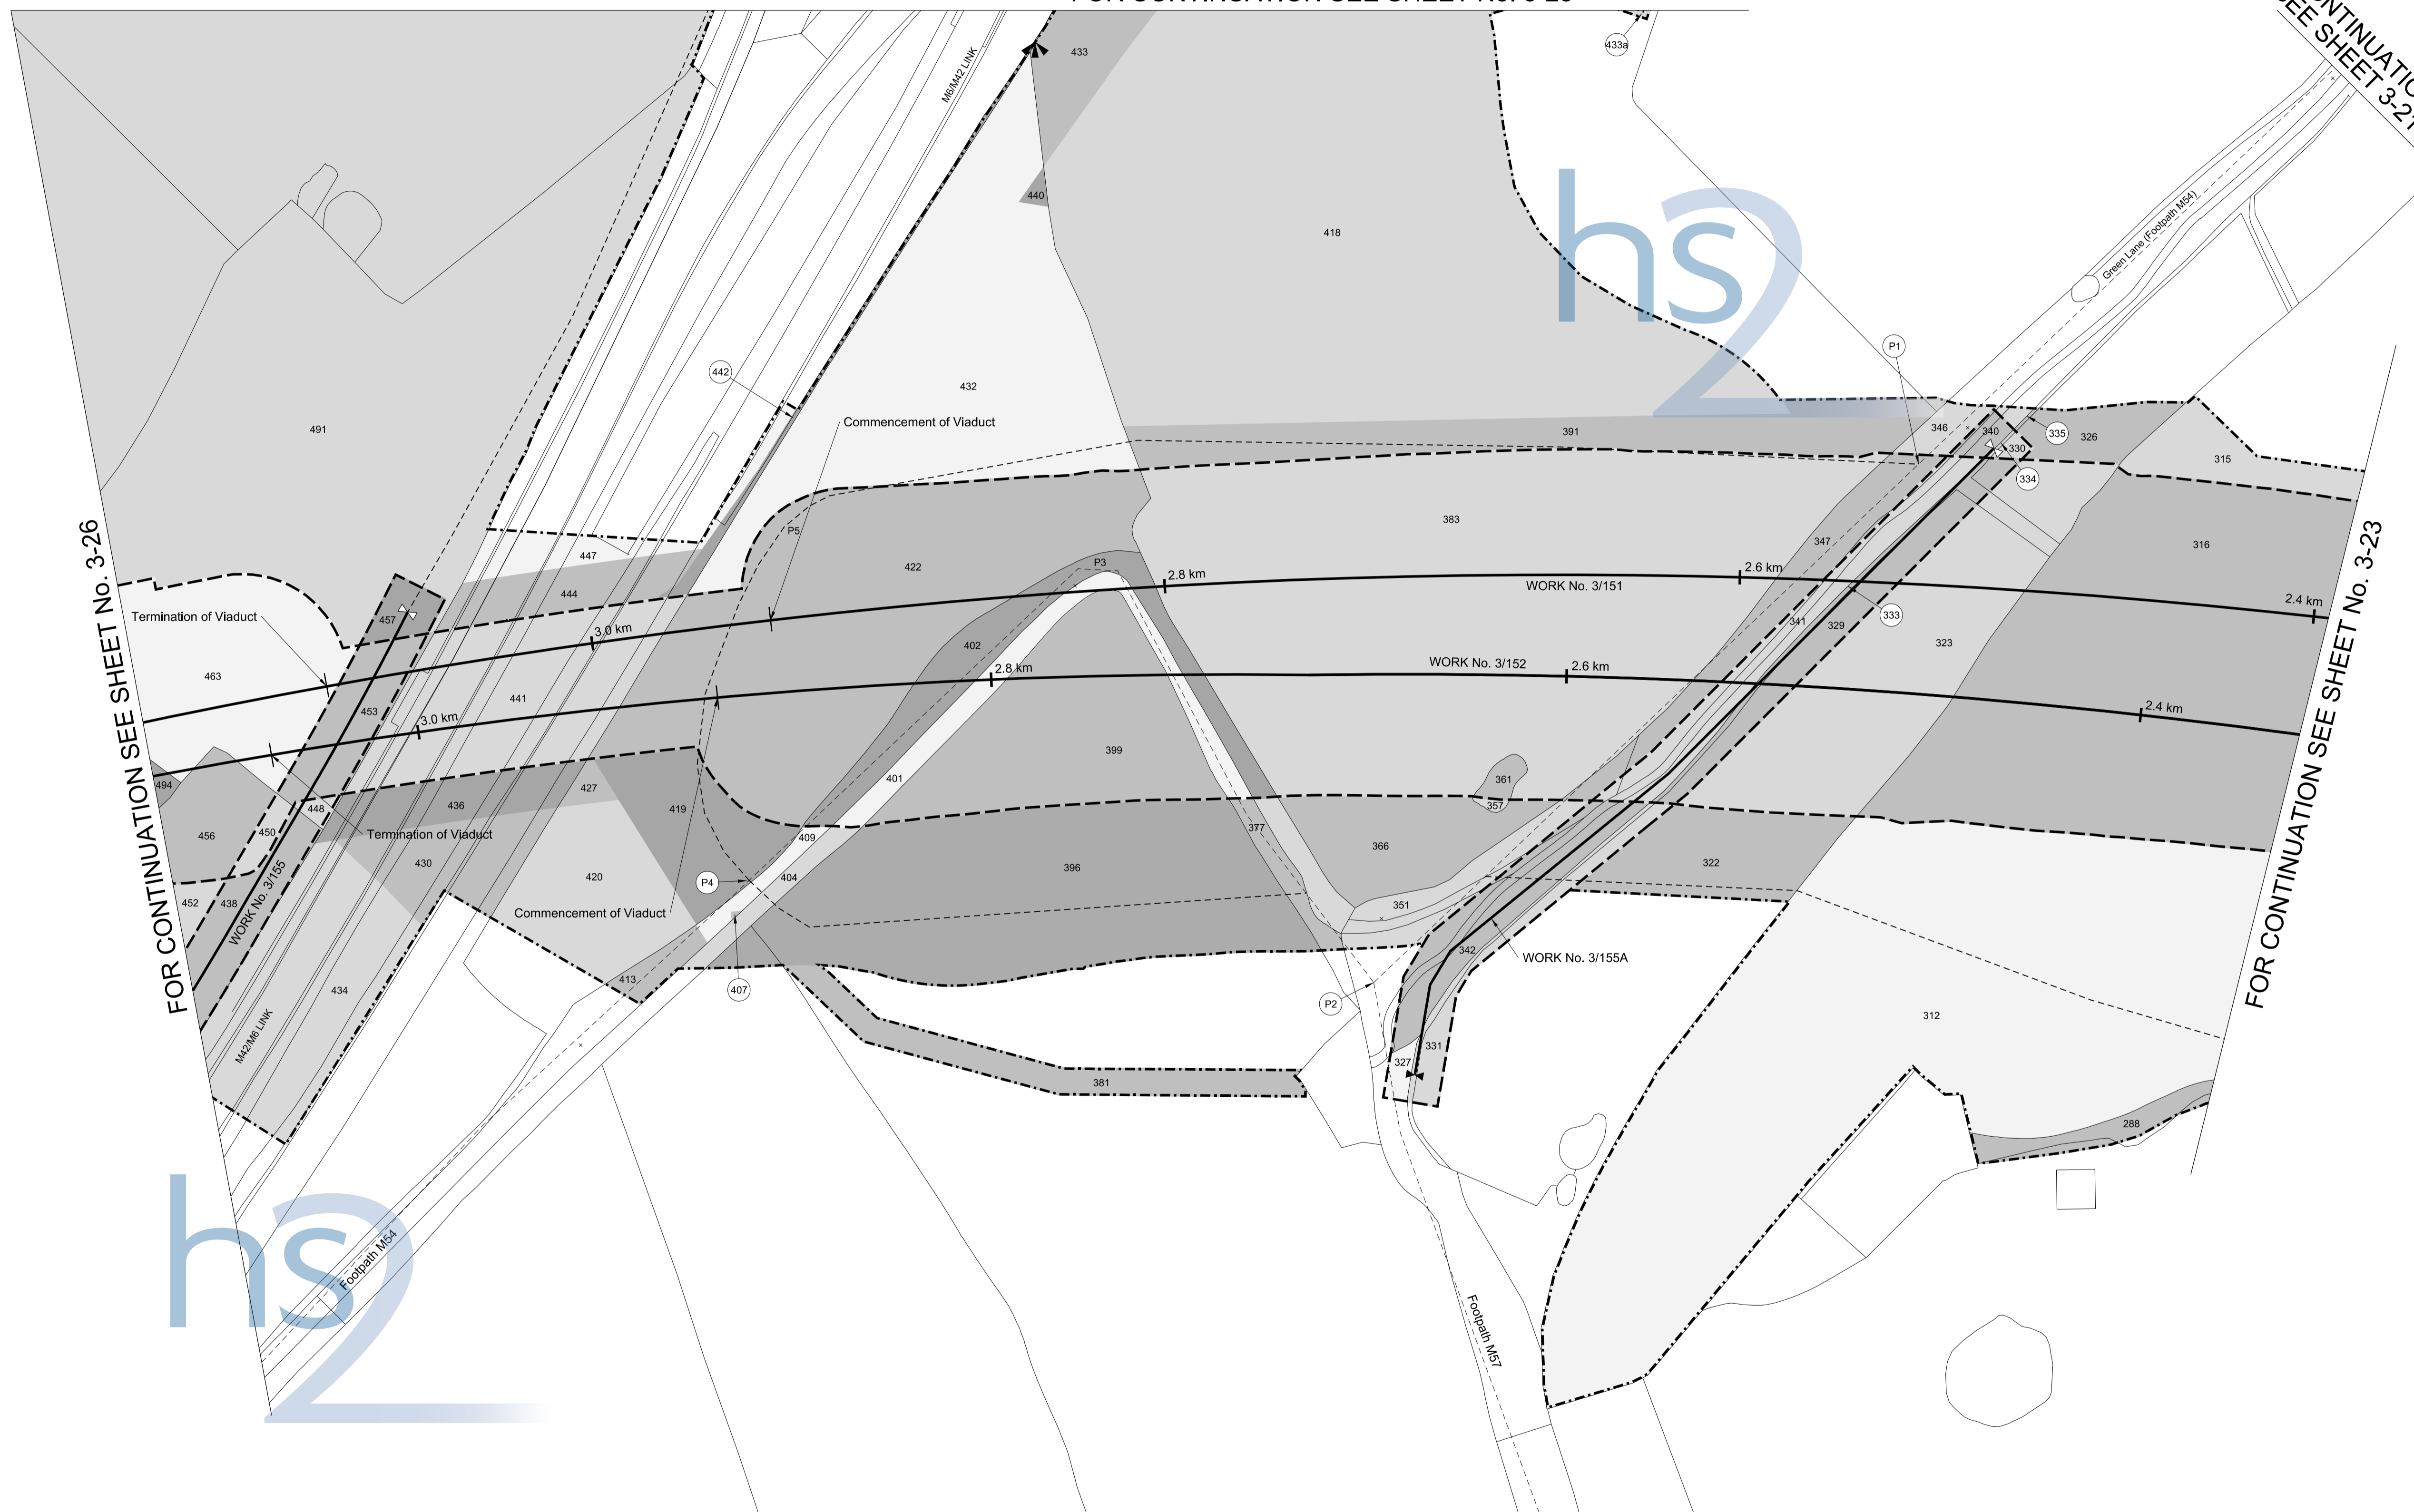 433
433a
SEE SHEET 3-21
M6/M42 LINK
440
hs2
418
Green Lane (Footpath M54)
442
P1
432
Commencement of Viaduct
491
391
346
340
335
326
330
315
334
P5
383
347
316
447
422
P3
2.8 km
2.6 km
WORK No. 3/151
2.4 km
444
Termination of Viaduct
457
3.0 km
341
329
333
323
402
463
WORK No. 3/152
2.6 km
2.8 km
441
453
3.0 km
2.4 km
FOR CONTINUATION SEE SHEET No. 3-26
FOR CONTINUATION SEE SHEET No. 3-23
399
401
361
357
494
427
436
448
419
450
456
Termination of Viaduct
409
377
366
430
420
404
P4
396
322
452
438
WORK No. 3/155
Commencement of Viaduct
351
342
WORK No. 3/155A
413
407
434
P2
312
M42/M6 LINK
331
327
381
288
hs2
Footpath M54
Footpath M57